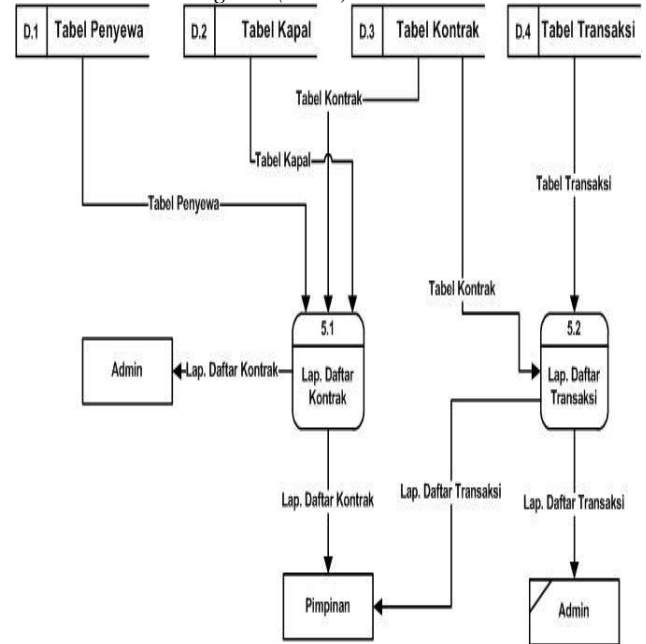 D.1 Tabel Penyewa
D.2 Tabel Kapal
D.3 Tabel Kontrak
D.4 Tabel Transaksi
Tabel Kontrak
Tabel Kapal
Tabel Transaksi
Tabel Penyewa
Tabel Kontrak
5.1
Lap. Daftar
Kontrak
5.2
Lap. Daftar
Transaksi
Admin
Lap. Daftar Kontrak
Lap. Daftar Kontrak
Lap. Daftar Transaksi
Lap. Daftar Transaksi
Pimpinan
Admin